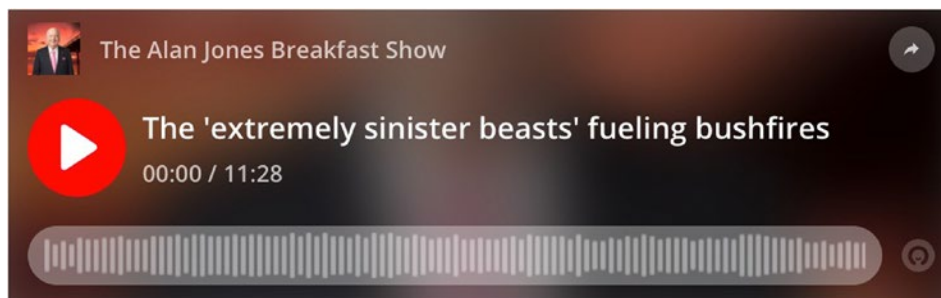 The Alan Jones Breakfast Show
The 'extremely sinister beasts' fueling bushfires
00:00 / 11:28